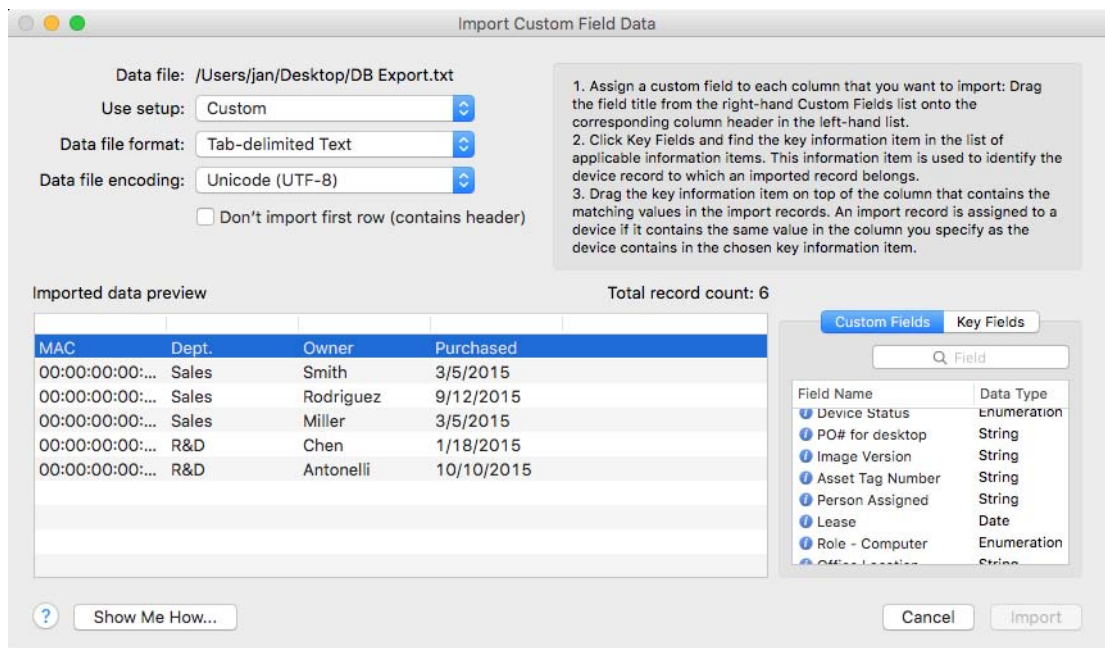 Import Custom Field Data
Data file: /Users/jan/Desktop/DB Export.txt
Use setup: Custom
Data file format: Tab-delimited Text
Data file encoding: Unicode (UTF-8)
Don't import first row (contains header)
1. Assign a custom field to each column that you want to import: Drag
the field title from the right-hand Custom Fields list onto the
corresponding column header in the left-hand list.
2. Click Key Fields and find the key information item in the list of
applicable information items. This information item is used to identify the
device record to which an imported record belongs.
3. Drag the key information item on top of the column that contains the
matching values in the import records. An import record is assigned to a
device if it contains the same value in the column you specify as the
device contains in the chosen key information item.
Imported data preview
Total record count: 6
MAC Dept. Owner Purchased
00:00:00:00:... Sales Smith 3/5/2015
00:00:00:00:... Sales Rodriguez 9/12/2015
00:00:00:00:... Sales Miller 3/5/2015
00:00:00:00:... R&D Chen 1/18/2015
00:00:00:00:... R&D Antonelli 10/10/2015
Custom Fields Key Fields
Field
Field Name Data Type
Device Status Enumeration
PO# for desktop String
Image Version String
Asset Tag Number String
Person Assigned String
Lease Date
Role - Computer Enumeration
Office Location String
? Show Me How... Cancel Import